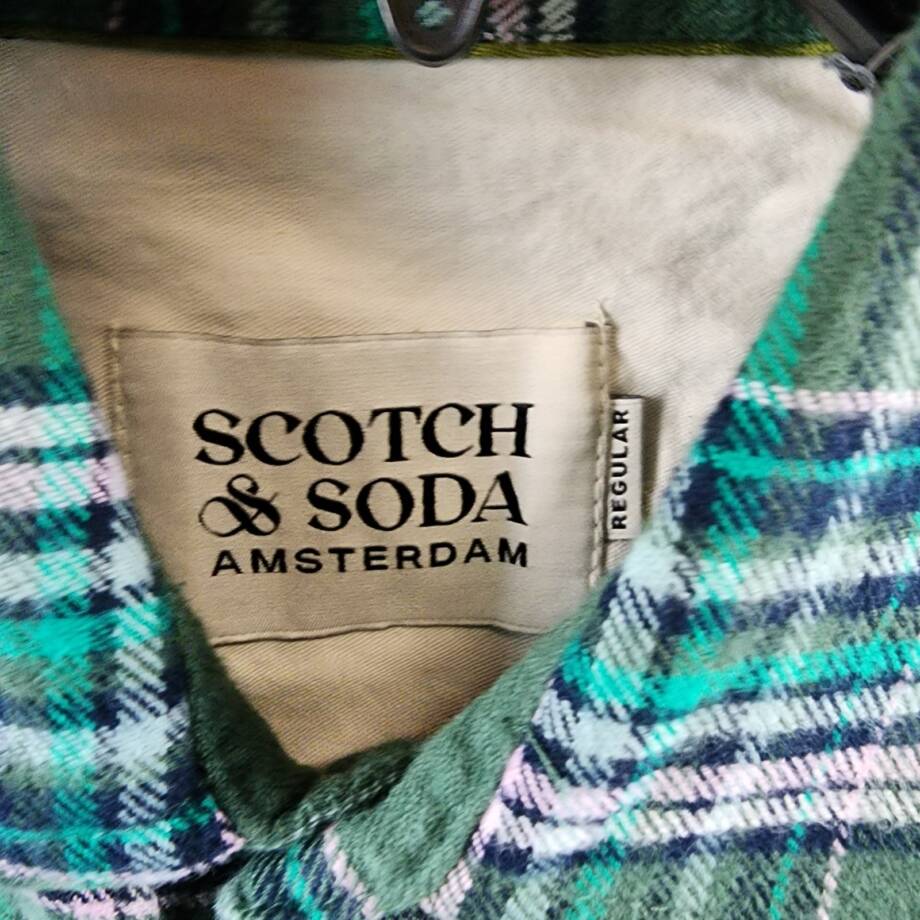 SCOTCH
& SODA
AMSTERDAM
REGULAR